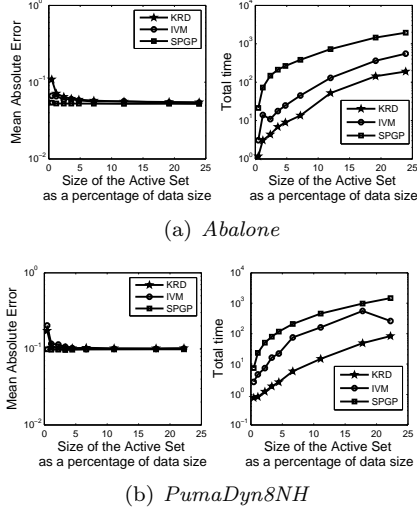 10^0
10^-1
10^-2
0 5 10 15 20 25
Mean Absolute Error
Size of the Active Set
as a percentage of data size
KRD
IVM
SPGP
10^4
10^3
10^2
10^1
10^0
0 5 10 15 20 25
Total time
Size of the Active Set
as a percentage of data size
KRD
IVM
SPGP
(a) Abalone
10^0
10^-1
10^-2
0 5 10 15 20 25
Mean Absolute Error
Size of the Active Set
as a percentage of data size
KRD
IVM
SPGP
10^4
10^3
10^2
10^1
10^0
10^-1
0 5 10 15 20 25
Total time
Size of the Active Set
as a percentage of data size
KRD
IVM
SPGP
(b) PumaDyn8NH